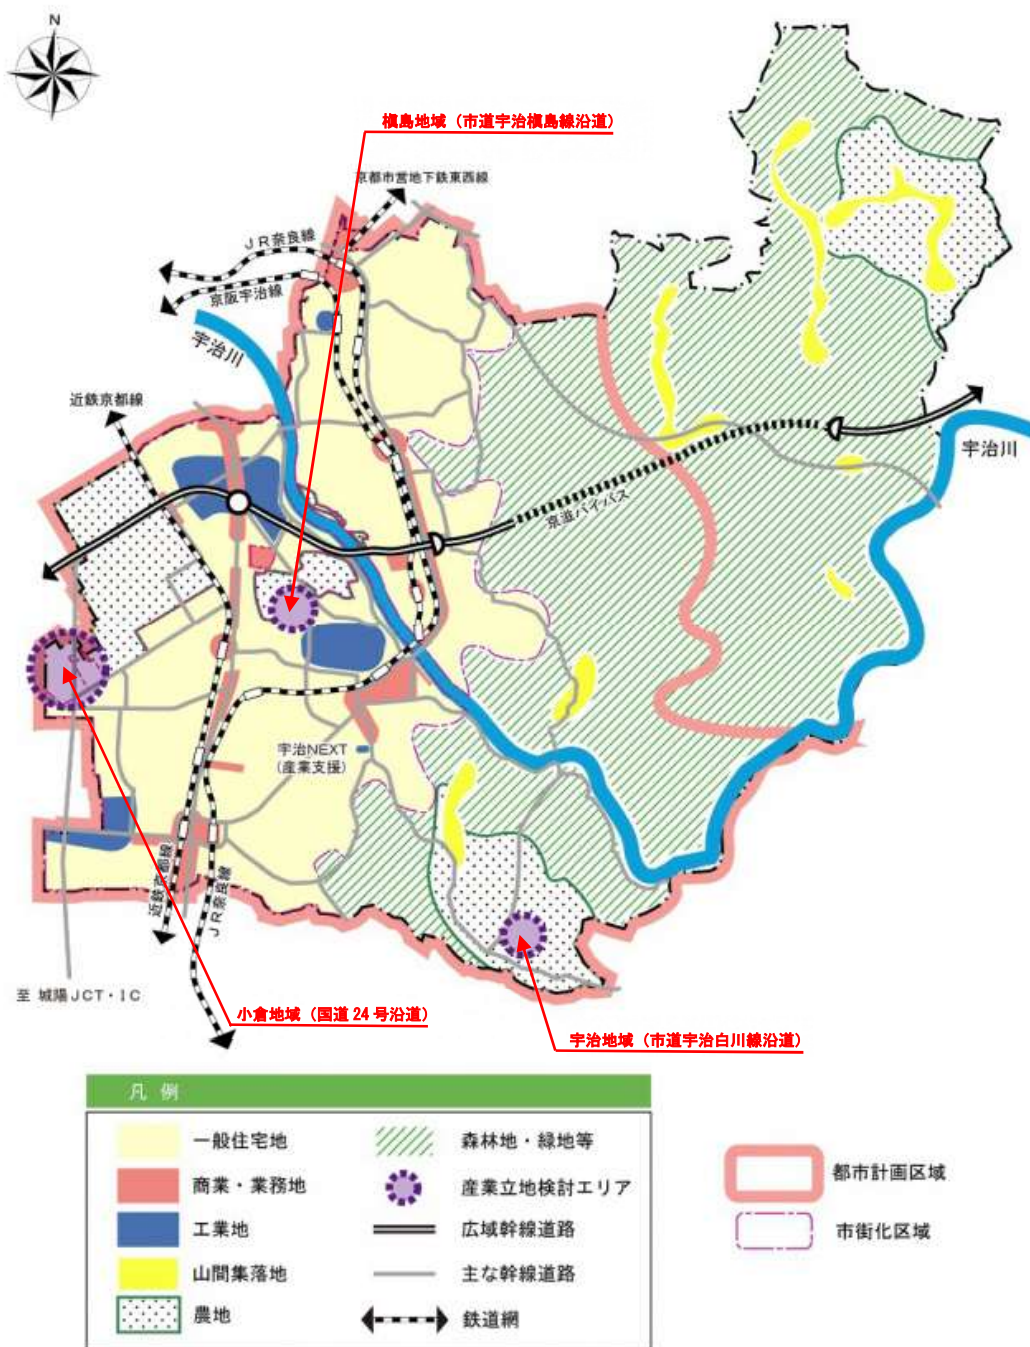 N
槇島地域（市道宇治槇島線沿道）
京都市営地下鉄東西線
ＪＲ奈良線
京阪宇治線
宇治川
近鉄京都線
宇治川
京滋バイパス
宇治NEXT
(産業支援)
近鉄京都線
ＪＲ奈良線
至 城陽JCT・IC
小倉地域（国道24号沿道）
宇治地域（市道宇治白川線沿道）
凡 例
一般住宅地
森林地・緑地等
商業・業務地
産業立地検討エリア
都市計画区域
工業地
広域幹線道路
市街化区域
山間集落地
主な幹線道路
農地
鉄道網